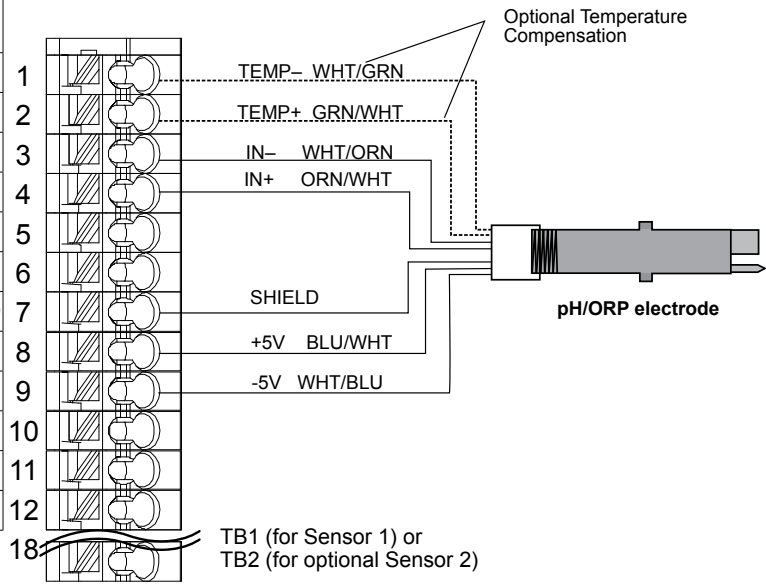 Optional Temperature
Compensation
1 TEMP– WHT/GRN
2 TEMP+ GRN/WHT
3 IN– WHT/ORN
4 IN+ ORN/WHT
5
6
7 SHIELD
8 +5V BLU/WHT
9 -5V WHT/BLU
10
11
12
18
pH/ORP electrode
TB1 (for Sensor 1) or
TB2 (for optional Sensor 2)